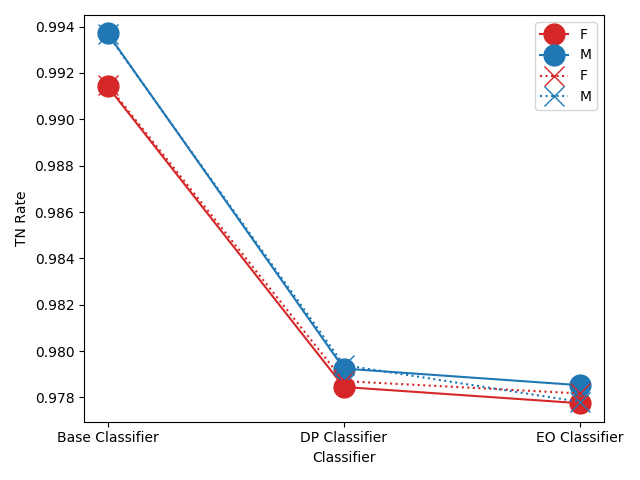 0.994
0.992
0.990
0.988
0.986
0.984
0.982
0.980
0.978
TN Rate
F
M
F
M
Base Classifier
DP Classifier
EO Classifier
Classifier